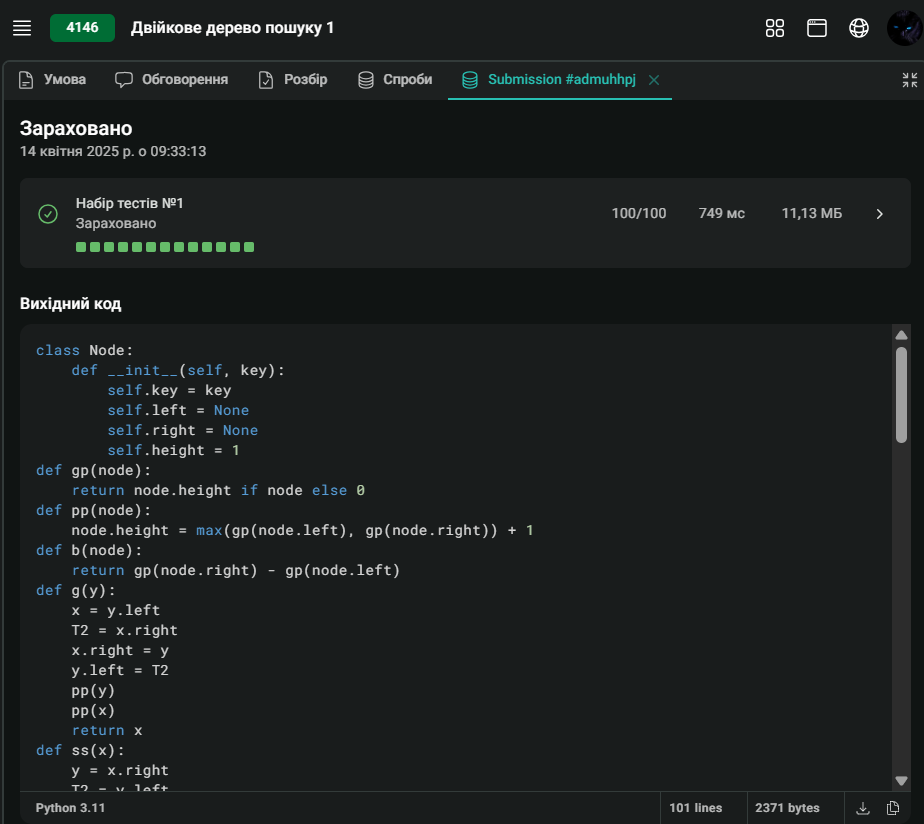 4146 Двійкове дерево пошуку 1
Умова Обговорення Розбір Спроби Submission #admuhhpj
Зараховано
14 квітня 2025 р. о 09:33:13
Набір тестів №1
Зараховано
100/100 749 мс 11,13 МБ
Вихідний код
class Node:
    def __init__(self, key):
        self.key = key
        self.left = None
        self.right = None
        self.height = 1
def gp(node):
    return node.height if node else 0
def pp(node):
    node.height = max(gp(node.left), gp(node.right)) + 1
def b(node):
    return gp(node.right) - gp(node.left)
def g(y):
    x = y.left
    T2 = x.right
    x.right = y
    y.left = T2
    pp(y)
    pp(x)
    return x
def ss(x):
    y = x.right
    T2 = y.left
Python 3.11 101 lines 2371 bytes